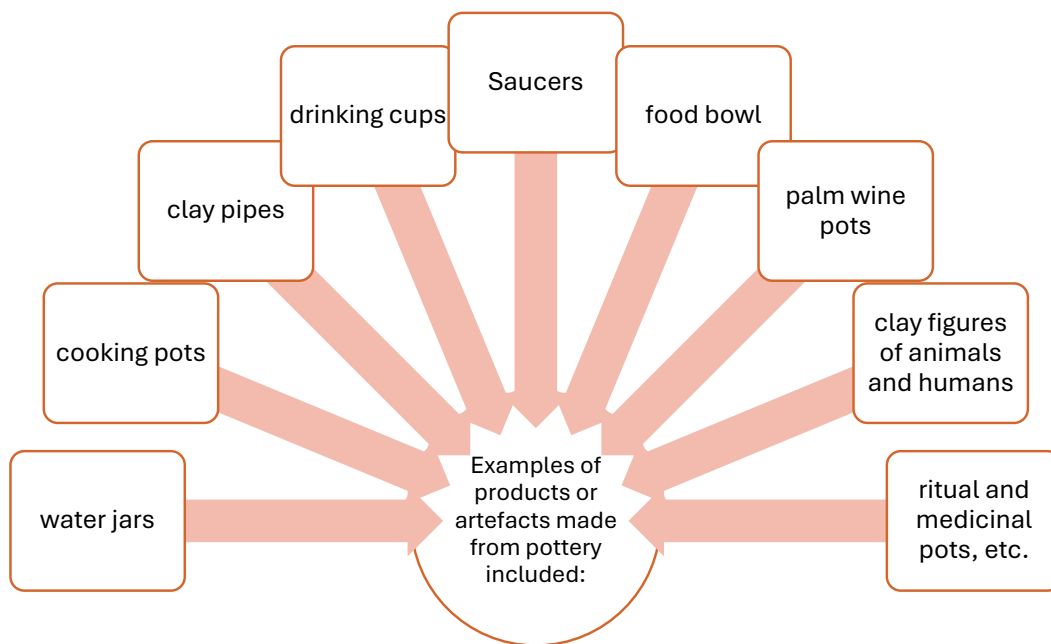 Saucers
drinking cups
food bowl
clay pipes
palm wine
pots
cooking pots
clay figures
of animals
and humans
water jars
Examples of
products or
artefacts made
from pottery
included:
ritual and
medicinal
pots, etc.